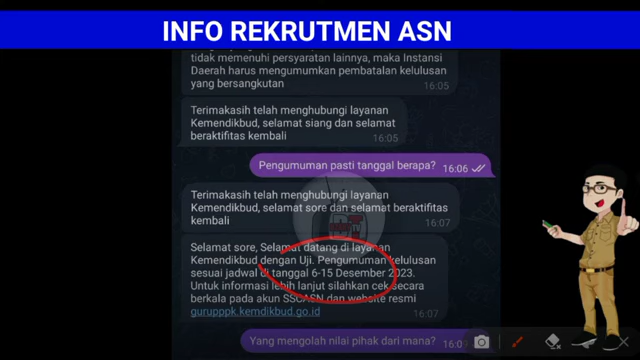 INFO REKRUTMEN ASN
tidak memenuhi persyaratan lainnya, maka Instansi
Daerah harus mengumumkan pembatalan kelulusan
yang bersangkutan
16:05
Terimakasih telah menghubungi layanan
Kemendikbud, selamat siang dan selamat
beraktifitas kembali
16:05
Pengumuman pasti tanggal berapa?
16:06
Terimakasih telah menghubungi layanan
Kemendikbud, selamat sore dan selamat beraktifitas
kembali
16:07
Selamat sore, Selamat datang di layanan
Kemendikbud dengan Uji. Pengumuman kelulusan
sesuai jadwal di tanggal 6-15 Desember 2023.
Untuk informasi lebih lanjut silahkan cek secara
berkala pada akun SSCASN dan website resmi
gurupppk.kemdikbud.go.id
16:07
Yang mengolah nilai pihak dari mana?